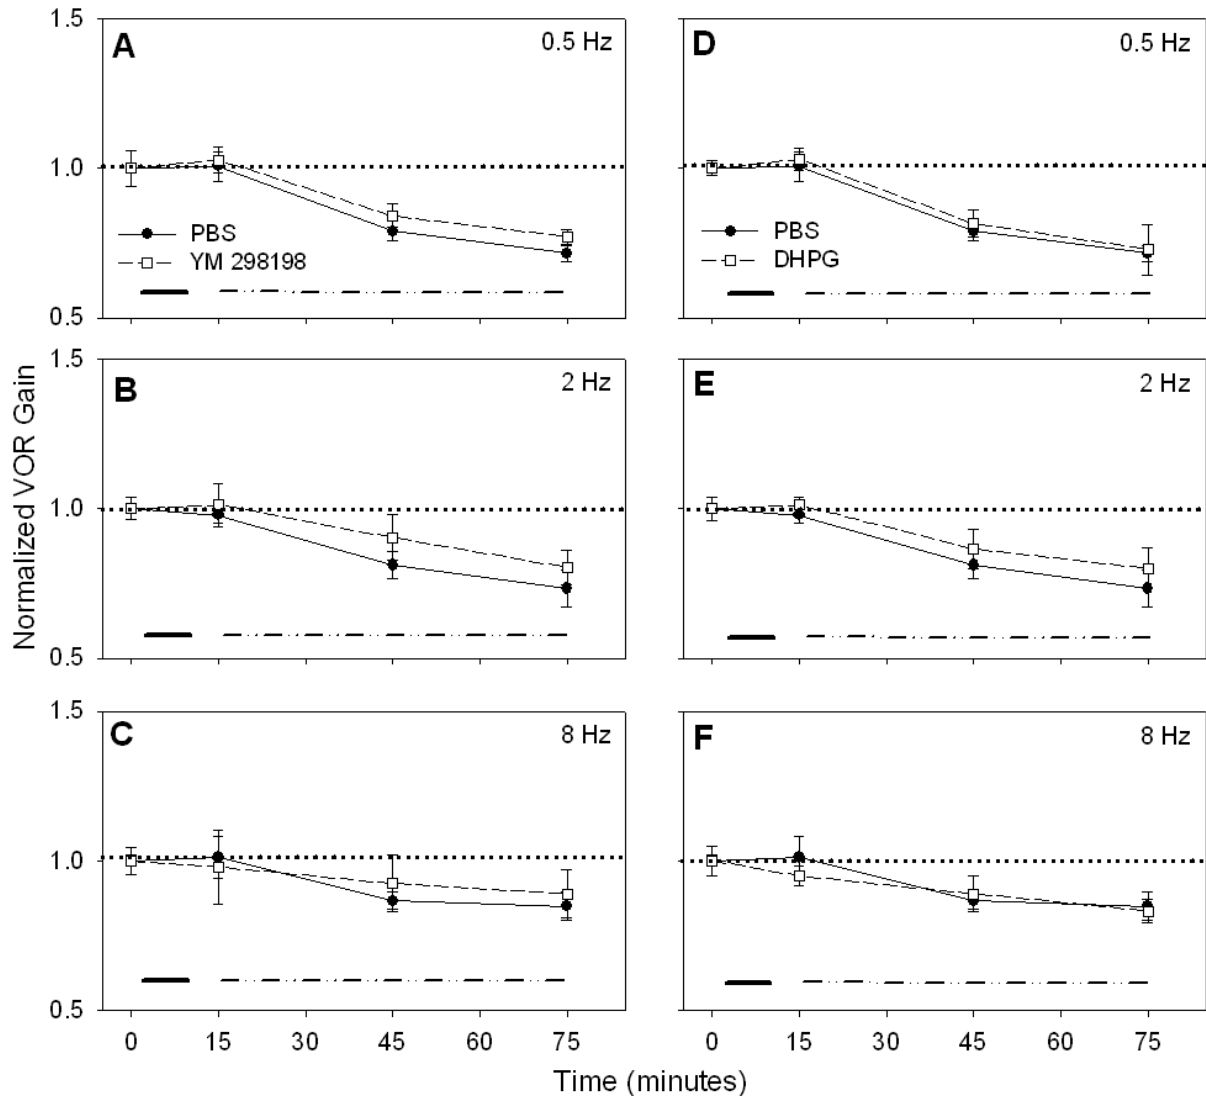 A 0.5 Hz
1.5
1.0
0.5
PBS
YM 298198
D 0.5 Hz
PBS
DHPG
B 2 Hz
1.5
1.0
0.5
E 2 Hz
Normalized VOR Gain
C 8 Hz
1.5
1.0
0.5
F 8 Hz
0 15 30 45 60 75
0 15 30 45 60 75
Time (minutes)